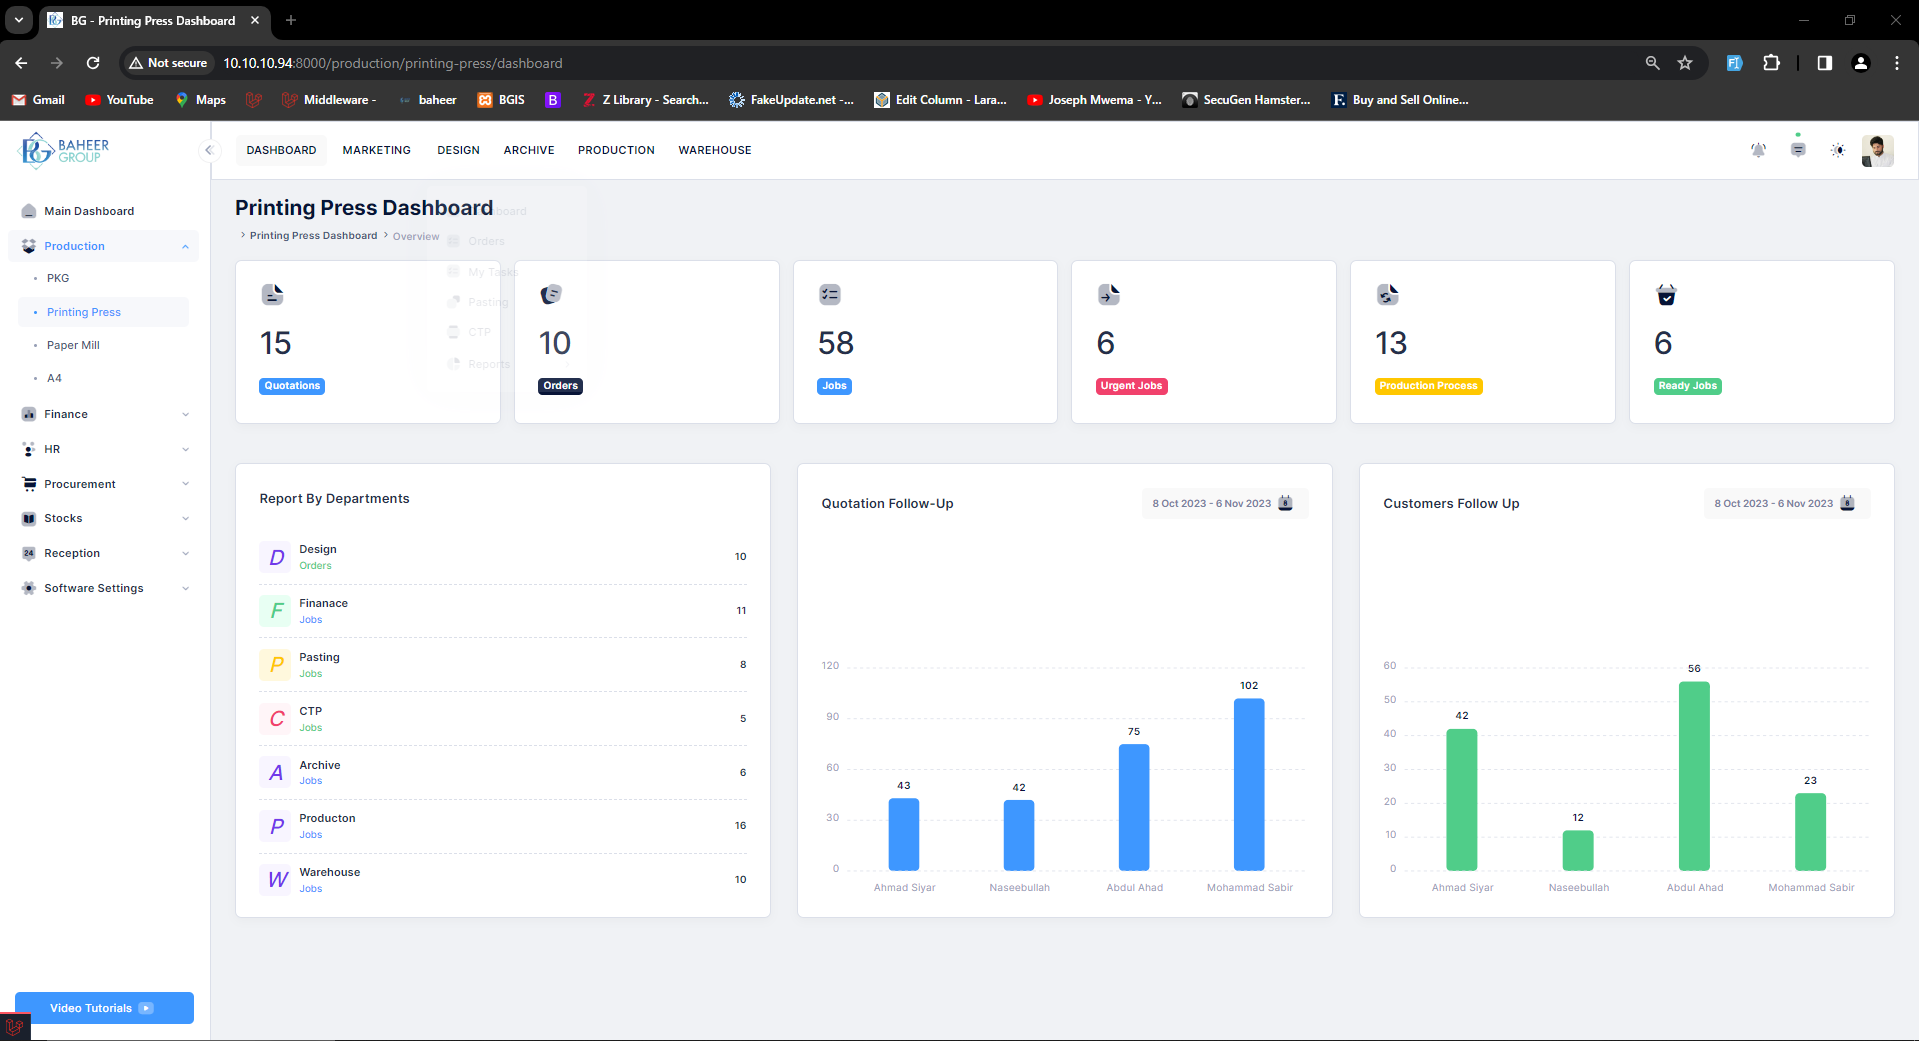 BG - Printing Press Dashboard
Not secure
10.10.10.94:8000/production/printing-press/dashboard
Gmail
YouTube
Maps
Middleware -
baheer
BGIS
Z Library - Search...
FakeUpdate.net -...
Edit Column - Lara...
Joseph Mwema - Y...
SecuGen Hamster...
Buy and Sell Online...
BAHEER
GROUP
DASHBOARD
MARKETING
DESIGN
ARCHIVE
PRODUCTION
WAREHOUSE
Main Dashboard
Production
PKG
Printing Press
Paper Mill
A4
Finance
HR
Procurement
Stocks
24
Reception
Software Settings
Video Tutorials
Printing Press Dashboard
Printing Press Dashboard
Overview
Orders
My Tasks
Pasting
CTP
Reports
15
Quotations
10
Orders
58
Jobs
6
Urgent Jobs
13
Production Process
6
Ready Jobs
Report By Departments
D
Design
Orders
10
F
Finanace
Jobs
11
P
Pasting
Jobs
8
C
CTP
Jobs
5
A
Archive
Jobs
6
P
Producton
Jobs
16
W
Warehouse
Jobs
10
Quotation Follow-Up
8 Oct 2023 - 6 Nov 2023
120
90
60
30
0
43
42
75
102
Ahmad Siyar
Naseebullah
Abdul Ahad
Mohammad Sabir
Customers Follow Up
8 Oct 2023 - 6 Nov 2023
60
50
40
30
20
10
0
42
12
56
23
Ahmad Siyar
Naseebullah
Abdul Ahad
Mohammad Sabir